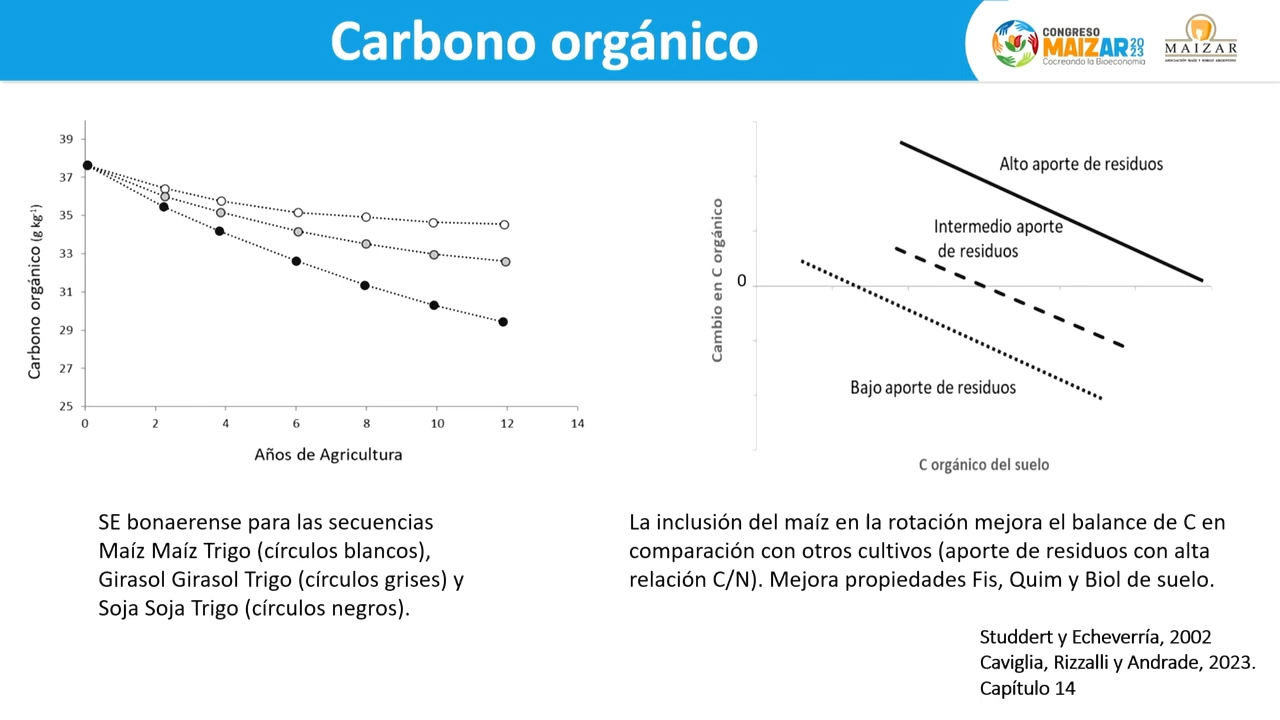 Carbono orgánico
CONGRESO
MAIZAR 2023
Cocreando la Bioeconomía
MAIZAR
ASOCIACIÓN MAÍZ Y SORGO ARGENTINO
39
37
35
33
31
29
27
25
Carbono orgánico (g kg-1)
0 2 4 6 8 10 12 14
Años de Agricultura
Cambio en C orgánico
0
Alto aporte de residuos
Intermedio aporte
de residuos
Bajo aporte de residuos
C orgánico del suelo
SE bonaerense para las secuencias
Maíz Maíz Trigo (círculos blancos),
Girasol Girasol Trigo (círculos grises) y
Soja Soja Trigo (círculos negros).
La inclusión del maíz en la rotación mejora el balance de C en
comparación con otros cultivos (aporte de residuos con alta
relación C/N). Mejora propiedades Fis, Quim y Biol de suelo.
Studdert y Echeverría, 2002
Caviglia, Rizzalli y Andrade, 2023.
Capítulo 14